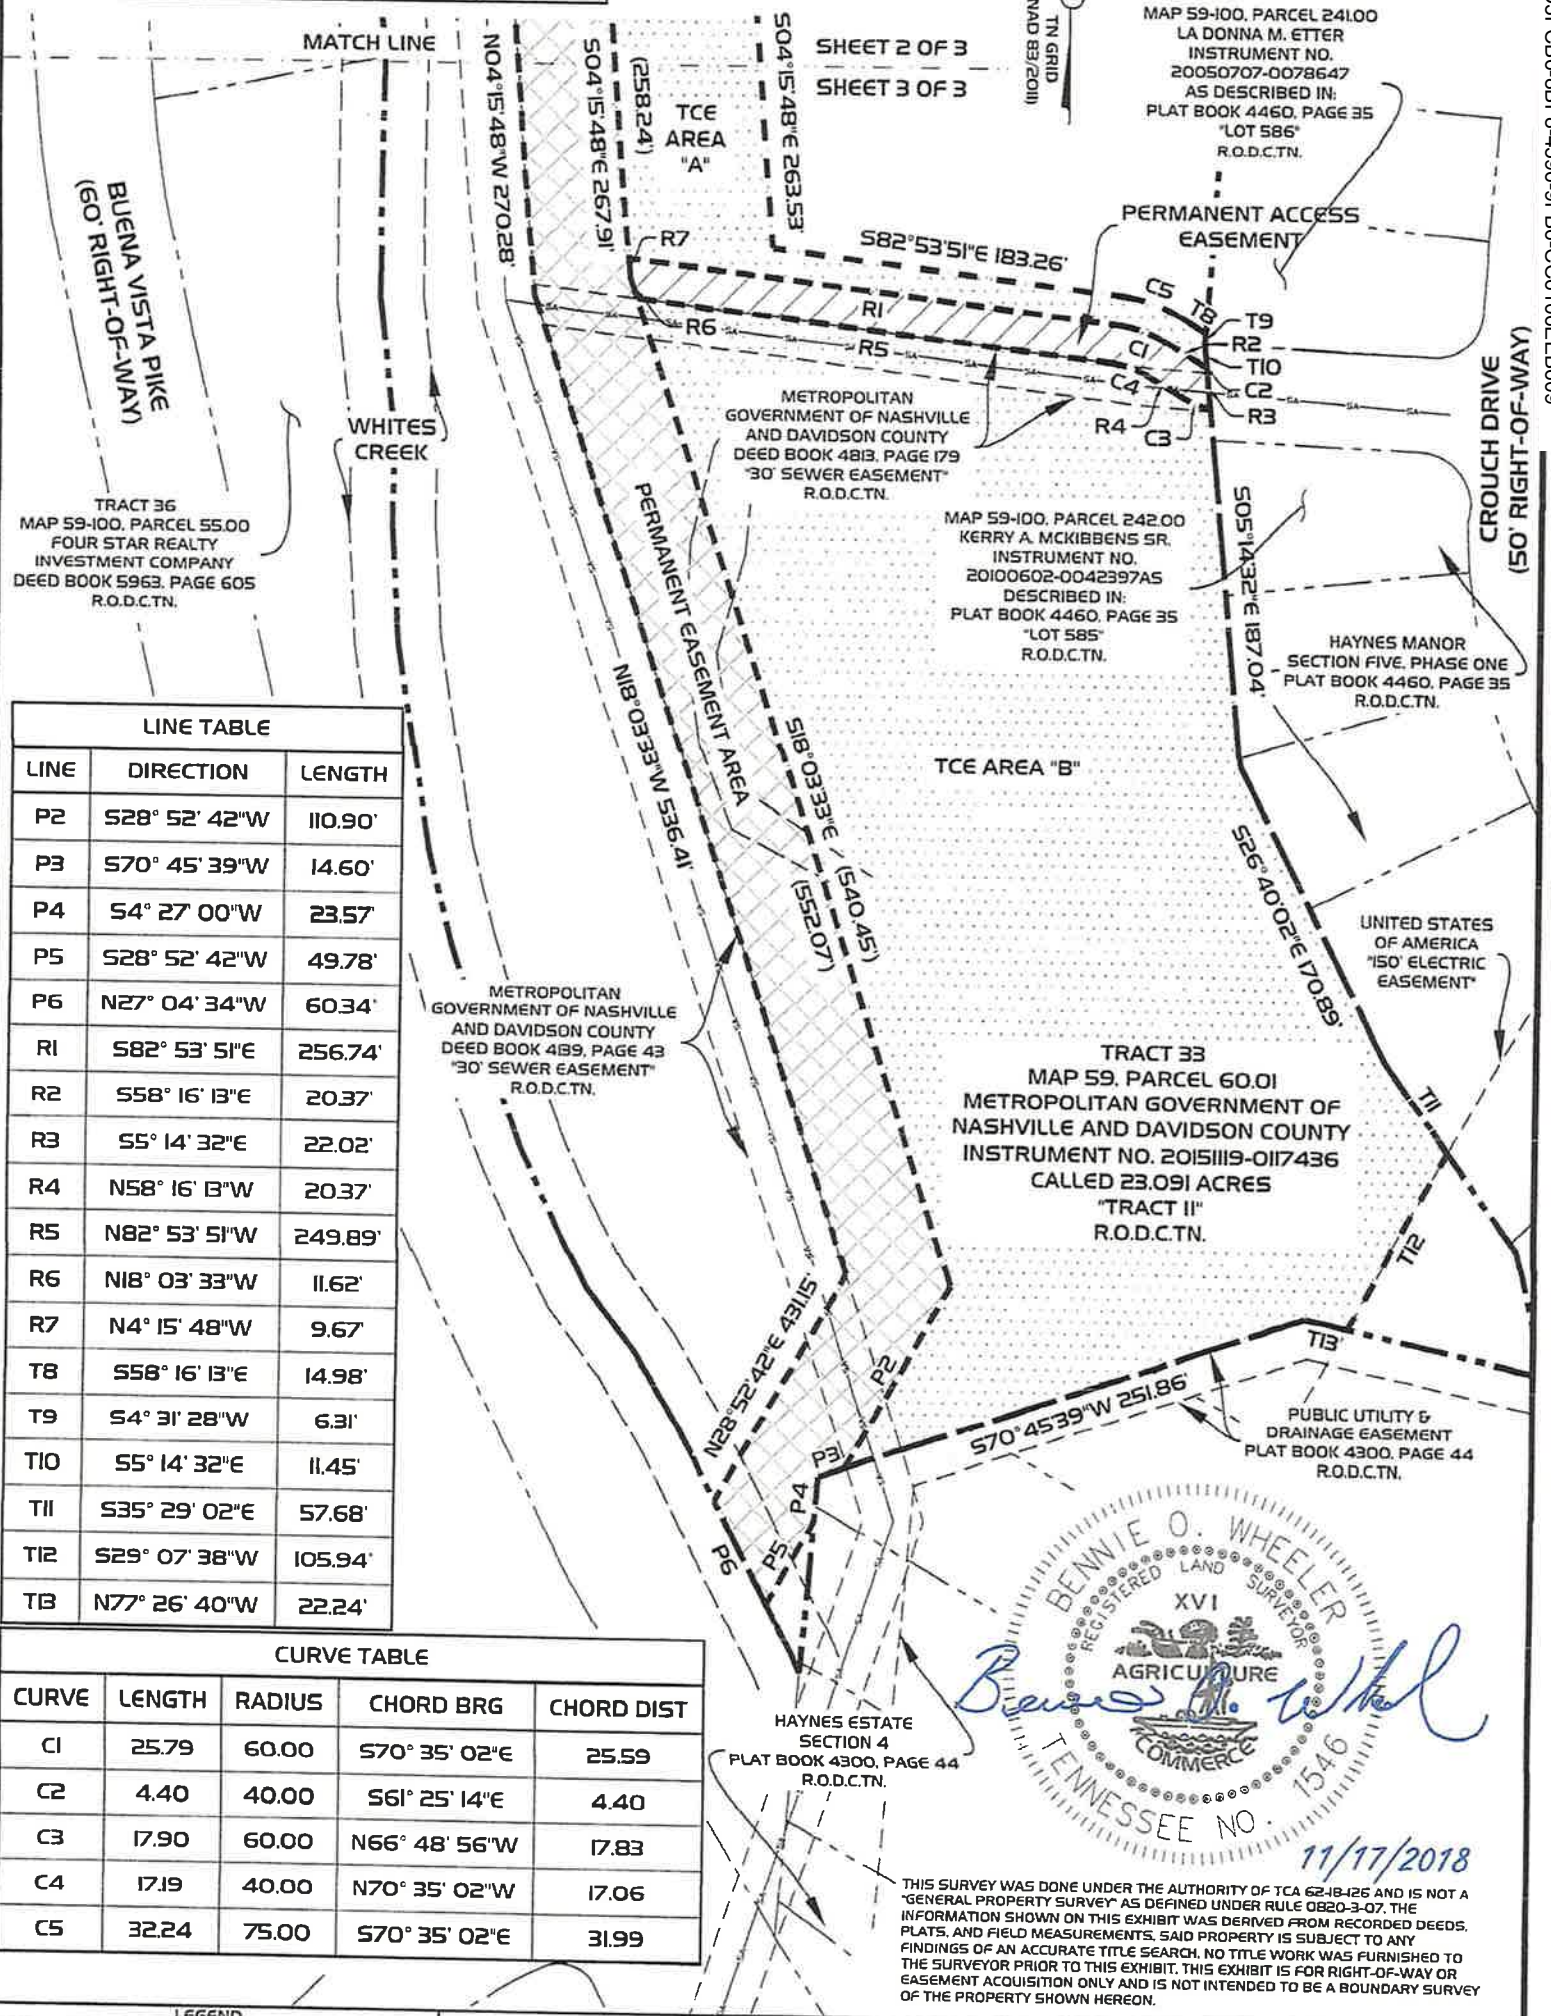 MATCH LINE
SHEET 2 OF 3
SHEET 3 OF 3
TN GRID
NAD 83/2011)
MAP 59-100, PARCEL 241.00
LA DONNA M. ETTER
INSTRUMENT NO.
20050707-0078647
AS DESCRIBED IN:
PLAT BOOK 4460, PAGE 35
"LOT 586"
R.O.D.C.TN.
N04°15'48"W 270.28'
S04°15'48"E 267.91'
(258.24')
TCE
AREA
"A"
S04°15'48"E 263.53'
BUENA VISTA PIKE
(60' RIGHT-OF-WAY)
PERMANENT ACCESS
EASEMENT
R7
S82°53'51"E 183.26'
C5
T8
T9
R2
T10
C2
R3
R1
C1
R6
R5
C4
R4
C3
SA
WHITES
CREEK
CROUCH DRIVE
(50' RIGHT-OF-WAY)
METROPOLITAN
GOVERNMENT OF NASHVILLE
AND DAVIDSON COUNTY
DEED BOOK 4813, PAGE 179
"30' SEWER EASEMENT"
R.O.D.C.TN.
TRACT 36
MAP 59-100, PARCEL 55.00
FOUR STAR REALTY
INVESTMENT COMPANY
DEED BOOK 5963, PAGE 605
R.O.D.C.TN.
MAP 59-100, PARCEL 242.00
KERRY A. MCKIBBENS SR.
INSTRUMENT NO.
20100602-0042397AS
DESCRIBED IN:
PLAT BOOK 4460, PAGE 35
"LOT 585"
R.O.D.C.TN.
S05°14'32"E 187.04'
PERMANENT EASEMENT AREA
N18°03'33"W 536.41'
S18°03'33"E
(540.45')
(552.07')
HAYNES MANOR
SECTION FIVE, PHASE ONE
PLAT BOOK 4460, PAGE 35
R.O.D.C.TN.
TCE AREA "B"
S26°40'02"E 170.89'
UNITED STATES
OF AMERICA
"150' ELECTRIC
EASEMENT"
LINE TABLE
LINE DIRECTION LENGTH
P2 S28° 52' 42"W 110.90'
P3 S70° 45' 39"W 14.60'
P4 S4° 27' 00"W 23.57'
P5 S28° 52' 42"W 49.78'
P6 N27° 04' 34"W 60.34'
R1 S82° 53' 51"E 256.74'
R2 S58° 16' 13"E 20.37'
R3 S5° 14' 32"E 22.02'
R4 N58° 16' 13"W 20.37'
R5 N82° 53' 51"W 249.89'
R6 N18° 03' 33"W 11.62'
R7 N4° 15' 48"W 9.67'
T8 S58° 16' 13"E 14.98'
T9 S4° 31' 28"W 6.31'
T10 S5° 14' 32"E 11.45'
T11 S35° 29' 02"E 57.68'
T12 S29° 07' 38"W 105.94'
T13 N77° 26' 40"W 22.24'
METROPOLITAN
GOVERNMENT OF NASHVILLE
AND DAVIDSON COUNTY
DEED BOOK 4139, PAGE 43
"30' SEWER EASEMENT"
R.O.D.C.TN.
TRACT 33
MAP 59, PARCEL 60.01
METROPOLITAN GOVERNMENT OF
NASHVILLE AND DAVIDSON COUNTY
INSTRUMENT NO. 20151119-0117436
CALLED 23.091 ACRES
"TRACT II"
R.O.D.C.TN.
T11
T12
T13
N28°52'42"E 431.15'
P2
P3
P4
P5
P6
S70°45'39"W 251.86'
PUBLIC UTILITY &
DRAINAGE EASEMENT
PLAT BOOK 4300, PAGE 44
R.O.D.C.TN.
CURVE TABLE
CURVE LENGTH RADIUS CHORD BRG CHORD DIST
C1 25.79 60.00 S70° 35' 02"E 25.59
C2 4.40 40.00 S61° 25' 14"E 4.40
C3 17.90 60.00 N66° 48' 56"W 17.83
C4 17.19 40.00 N70° 35' 02"W 17.06
C5 32.24 75.00 S70° 35' 02"E 31.99
HAYNES ESTATE
SECTION 4
PLAT BOOK 4300, PAGE 44
R.O.D.C.TN.
BENNIE O. WHEELER
REGISTERED LAND SURVEYOR
XVI
AGRICULTURE
COMMERCE
TENNESSEE NO. 1546
11/17/2018
THIS SURVEY WAS DONE UNDER THE AUTHORITY OF TCA 62-18-126 AND IS NOT A
"GENERAL PROPERTY SURVEY" AS DEFINED UNDER RULE 0820-3-07. THE
INFORMATION SHOWN ON THIS EXHIBIT WAS DERIVED FROM RECORDED DEEDS,
PLATS, AND FIELD MEASUREMENTS. SAID PROPERTY IS SUBJECT TO ANY
FINDINGS OF AN ACCURATE TITLE SEARCH. NO TITLE WORK WAS FURNISHED TO
THE SURVEYOR PRIOR TO THIS EXHIBIT. THIS EXHIBIT IS FOR RIGHT-OF-WAY OR
EASEMENT ACQUISITION ONLY AND IS NOT INTENDED TO BE A BOUNDARY SURVEY
OF THE PROPERTY SHOWN HEREON.
LEGEND